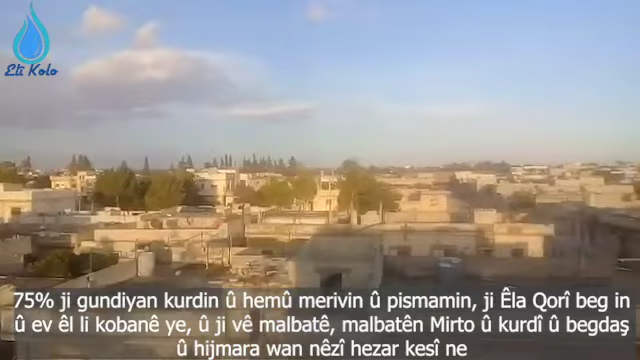 Eli Kolo
75% ji gundiyan kurdin û hemû merivin û pismamin, ji Êla Qorî beg in
û ev êl li kobanê ye, û ji vê malbatê, malbatên Mirto û kurdî û begdaş
û hijmara wan nêzî hezar kesî ne